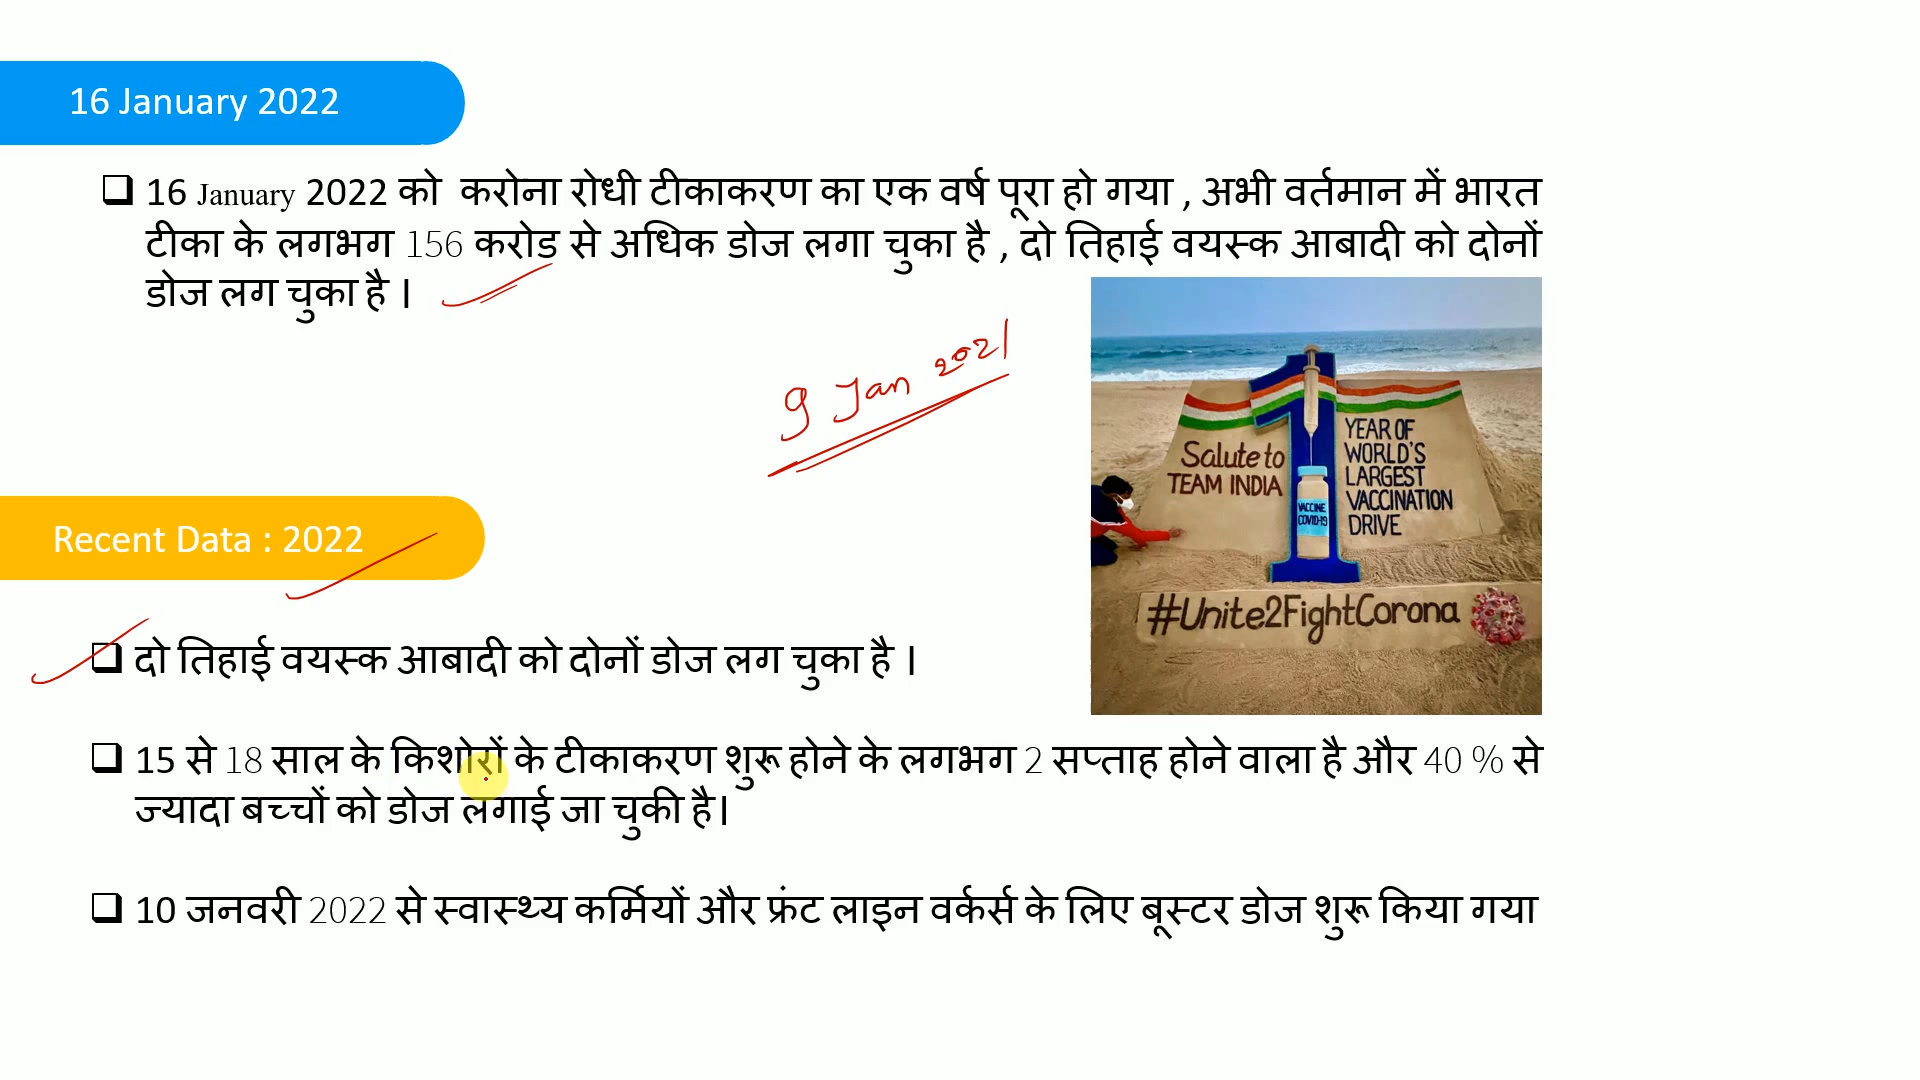 16 January 2022
16 January 2022 को करोना रोधी टीकाकरण का एक वर्ष पूरा हो गया , अभी वर्तमान में भारत
टीका के लगभग 156 करोड से अधिक डोज लगा चुका है , दो तिहाई वयस्क आबादी को दोनों
डोज लग चुका है ।
9 Jan 2021
Salute to
TEAM INDIA
YEAR OF
WORLD'S
LARGEST
VACCINATION
DRIVE
VACCINE
COVID-19
#Unite2FightCorona
Recent Data : 2022
दो तिहाई वयस्क आबादी को दोनों डोज लग चुका है ।
15 से 18 साल के किशोरों के टीकाकरण शुरू होने के लगभग 2 सप्ताह होने वाला है और 40 % से
ज्यादा बच्चों को डोज लगाई जा चुकी है।
10 जनवरी 2022 से स्वास्थ्य कर्मियों और फ्रंट लाइन वर्कर्स के लिए बूस्टर डोज शुरू किया गया